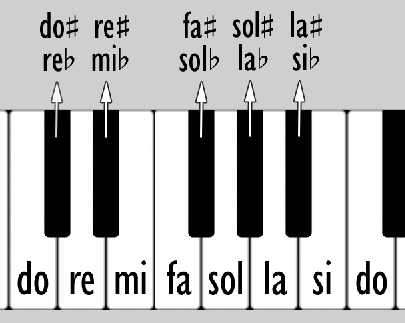 do♯ re♯ fa♯ sol♯ la♯
re♭ mi♭ sol♭ la♭ si♭
do re mi fa sol la si do